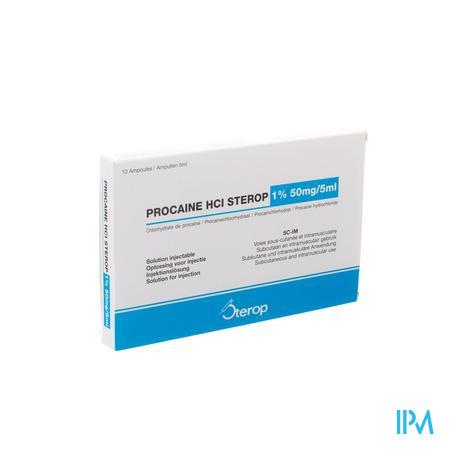 10 Ampoules / Ampullen 5ml
PROCAINE HCl STEROP 1% 50mg/5ml
Chlorhydrate de procaïne / Procaïnehydrochloride / Procainhydrochlorid / Procaine hydrochloride
SC-IM
Voies sous-cutanée et intramusculaire
Subcutaan en intramusculair gebruik
Subkutane und intramuskuläre Anwendung
Subcutaneous and intramuscular use
Solution injectable
Oplossing voor injectie
Injektionslösung
Solution for injection
Sterop
PROCAINE HCl STEROP 1% 50mg/5ml
IPM